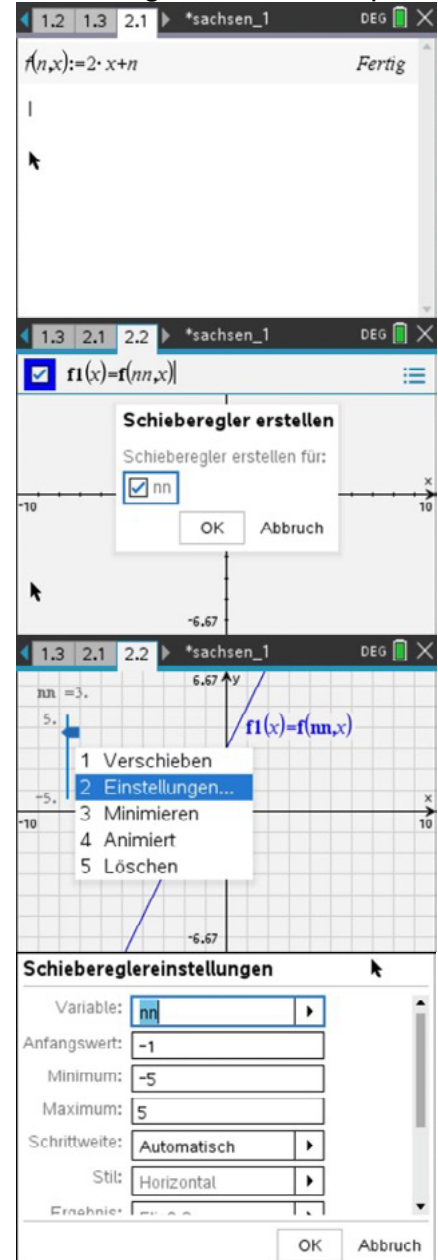 1.2 1.3 2.1 *sachsen_1 DEG
f(n,x):=2·x+n Fertig
1.3 2.1 2.2 *sachsen_1 DEG
f1(x)=f(nn,x)
Schieberegler erstellen
Schieberegler erstellen für:
nn
x
-10 10
OK Abbruch
-6.67
1.3 2.1 2.2 *sachsen_1 DEG
nn =3. 6.67 y
5. f1(x)=f(nn,x)
1 Verschieben
2 Einstellungen...
-5. 3 Minimieren x
-10 10
4 Animiert
5 Löschen
-6.67
Schiebereglereinstellungen
Variable: nn
Anfangswert: -1
Minimum: -5
Maximum: 5
Schrittweite: Automatisch
Stil: Horizontal
Ergebnis:
OK Abbruch